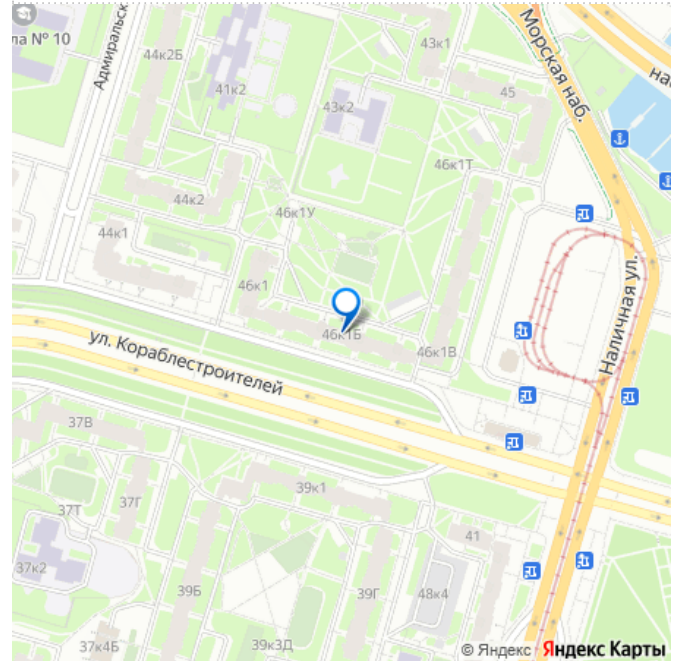 ла № 10
Адмиральск
44к2Б
41к2
43к1
45
Морская наб.
на
43к2
46к1Т
44к2
46к1У
44к1
46к1
46к1Б
46к1В
Наличная ул.
ул. Кораблестроителей
37В
39к1
37Г
37Т
41
37к2
39Б
39Г
48к4
37к4Б
39к3Д
© Яндекс Яндекс Карты